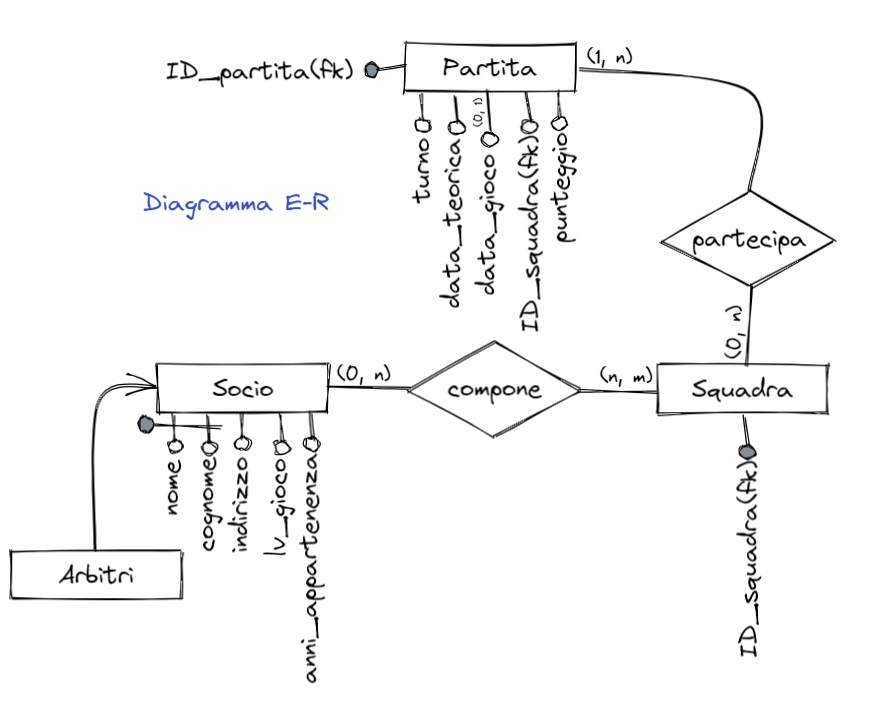 ID_partita(fk)
Partita
(1, n)
turno
data_teorica
(0, 1)
data_gioco
ID_squadra(fk)
punteggio
Diagramma E-R
partecipa
(0, n)
Socio
(0, n)
compone
(n, m)
Squadra
nome
cognome
indirizzo
lv_gioco
anni_appartenenza
ID_squadra(fk)
Arbitri